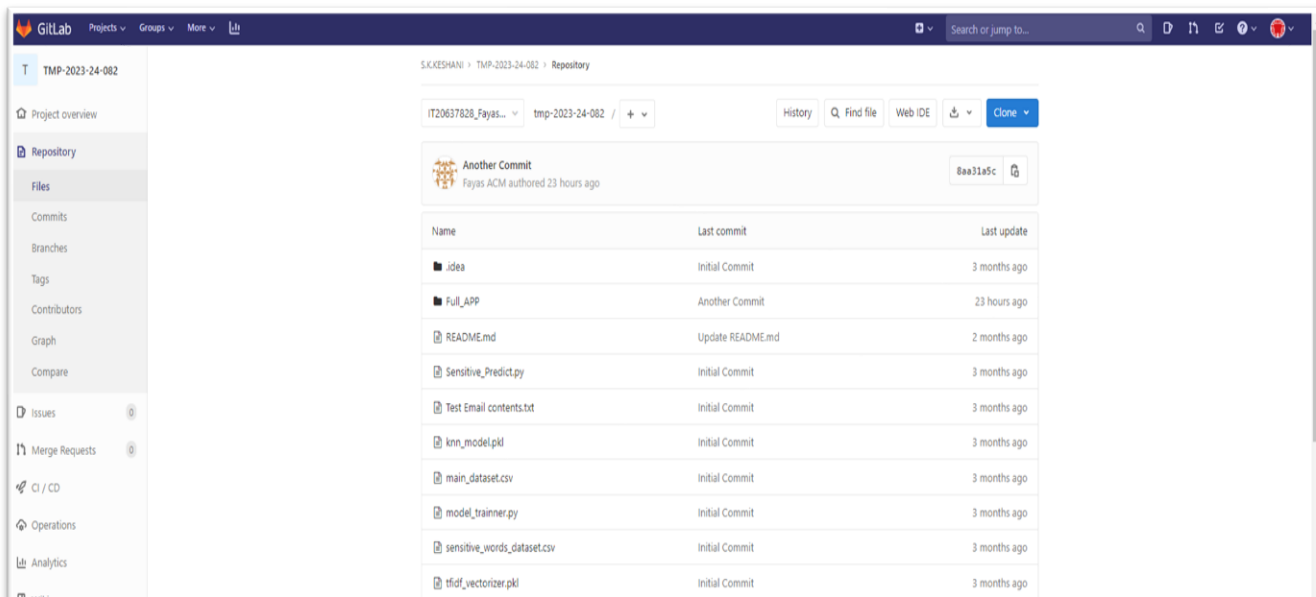 GitLab Projects Groups More Search or jump to...
T TMP-2023-24-082
Project overview
Repository
Files
Commits
Branches
Tags
Contributors
Graph
Compare
Issues 0
Merge Requests 0
CI / CD
Operations
Analytics
S.K.KESHANI > TMP-2023-24-082 > Repository
IT20637828_Fayas... tmp-2023-24-082 / + History Find file Web IDE Clone
Another Commit
Fayas ACM authored 23 hours ago
8aa31a5c
Name Last commit Last update
.idea Initial Commit 3 months ago
Full_APP Another Commit 23 hours ago
README.md Update README.md 2 months ago
Sensitive_Predict.py Initial Commit 3 months ago
Test Email contents.txt Initial Commit 3 months ago
knn_model.pkl Initial Commit 3 months ago
main_dataset.csv Initial Commit 3 months ago
model_trainner.py Initial Commit 3 months ago
sensitive_words_dataset.csv Initial Commit 3 months ago
tfidf_vectorizer.pkl Initial Commit 3 months ago